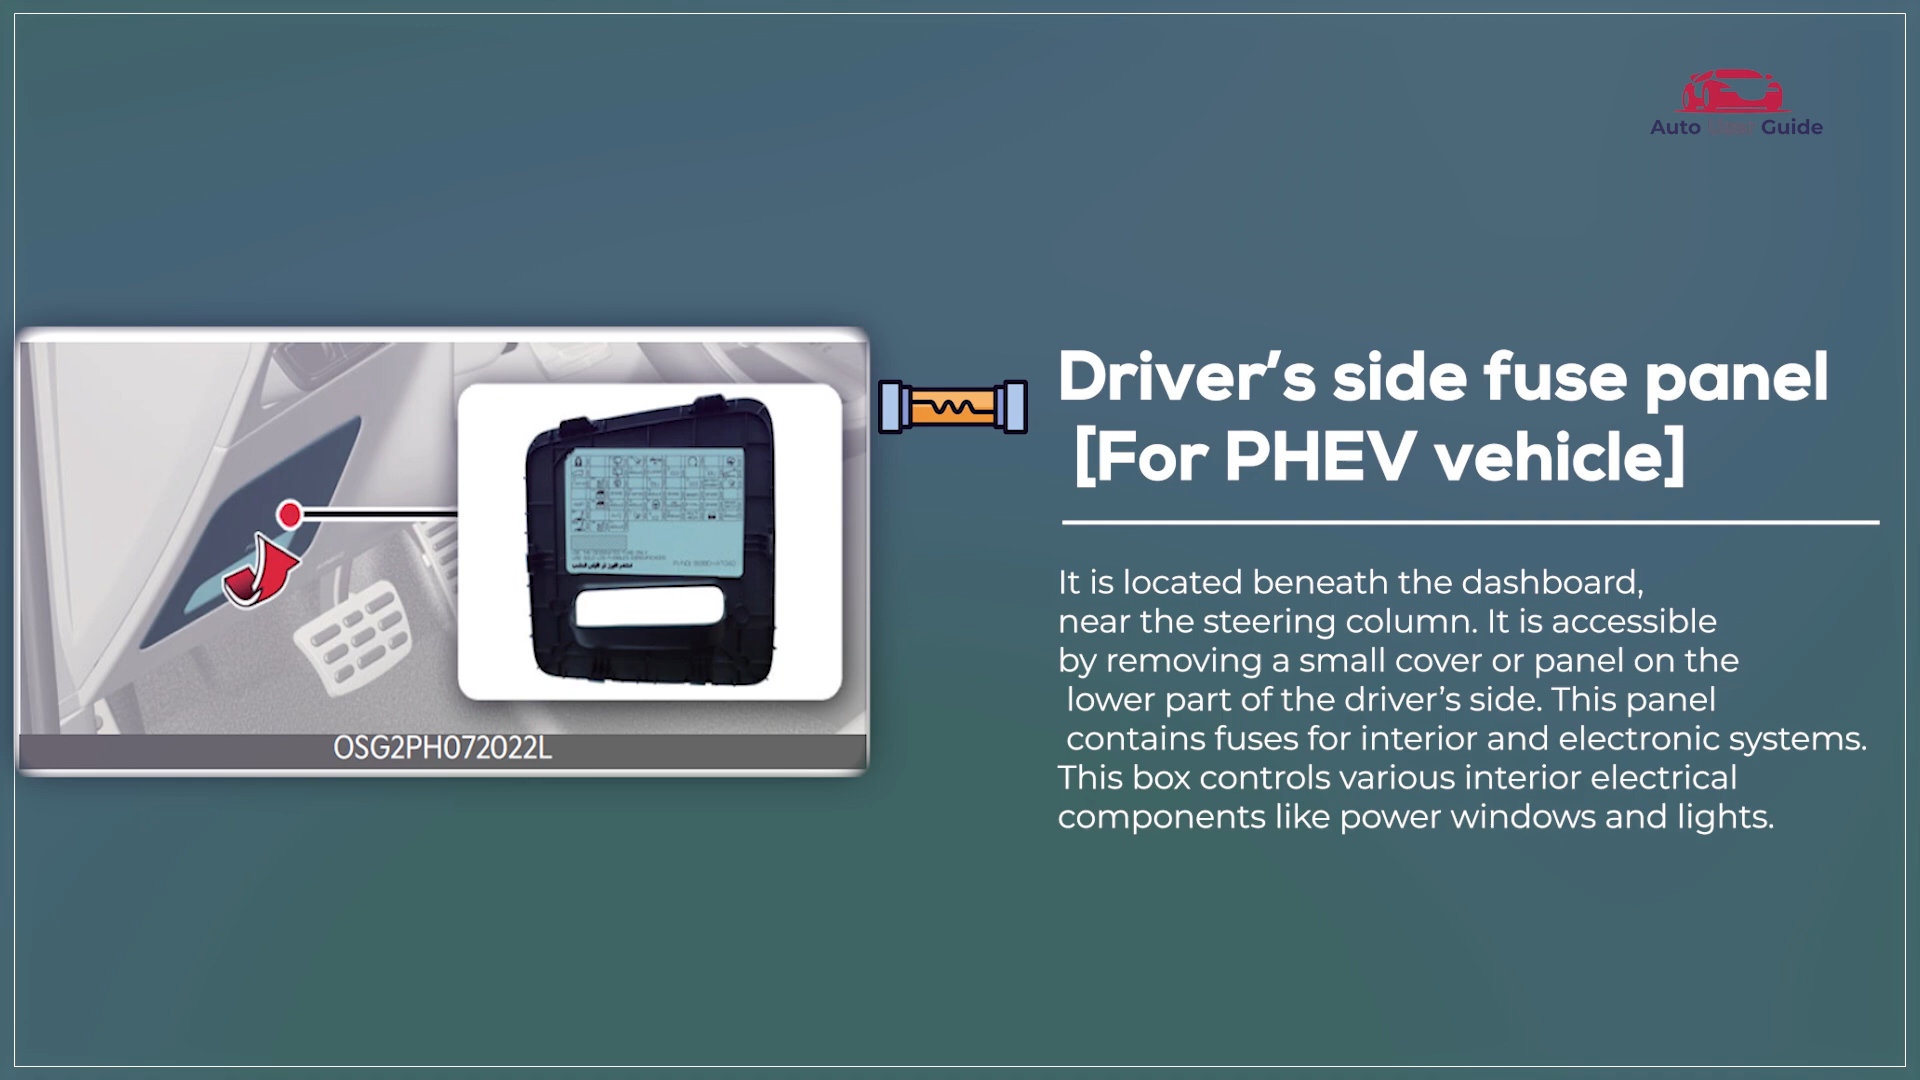 Auto User Guide
Driver's side fuse panel
[For PHEV vehicle]
It is located beneath the dashboard,
near the steering column. It is accessible
by removing a small cover or panel on the
lower part of the driver's side. This panel
contains fuses for interior and electronic systems.
This box controls various interior electrical
components like power windows and lights.
OSG2PH072022L